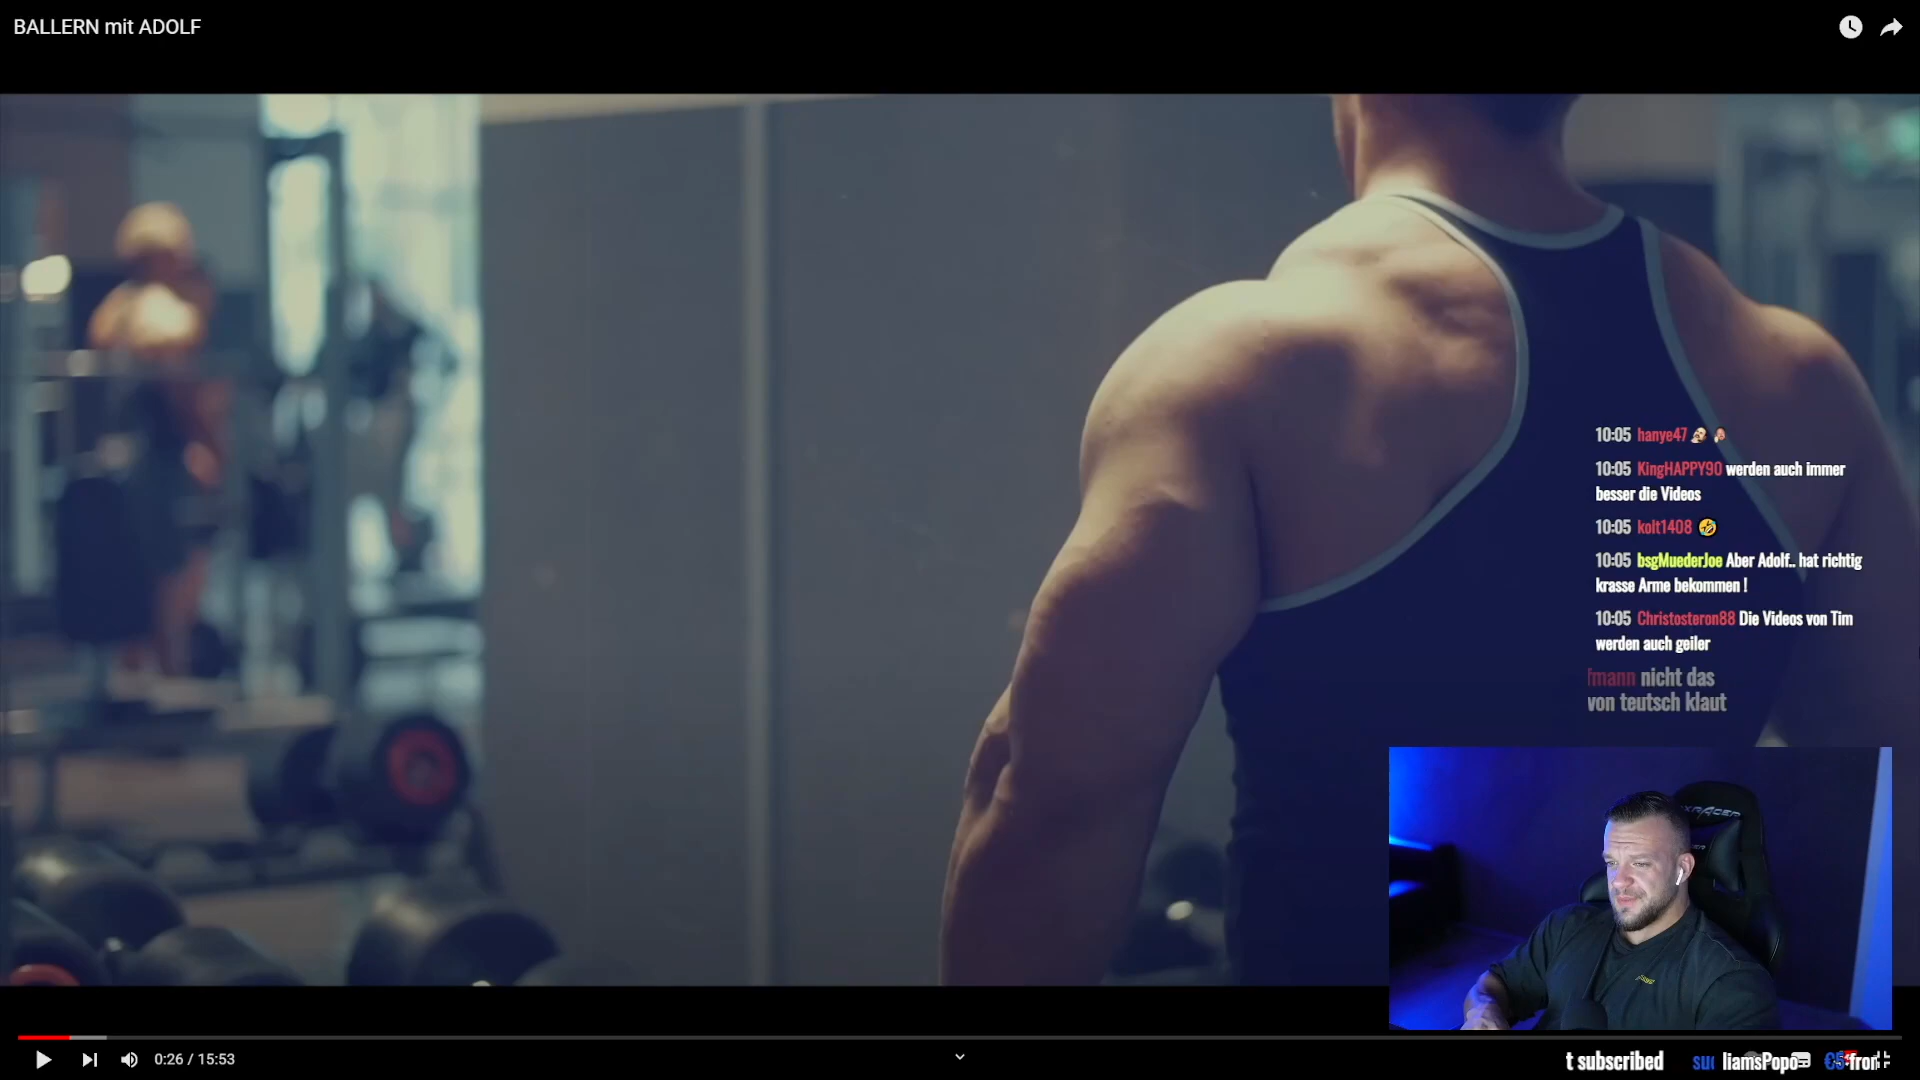 BALLERN mit ADOLF
10:05 hanye47
10:05 KingHAPPY90 werden auch immer
besser die Videos
10:05 kolt1408 🤣
10:05 bsgMuederJoe Aber Adolf.. hat richtig
krasse Arme bekommen !
10:05 Christosteron88 Die Videos von Tim
werden auch geiler
fmann nicht das
von teutsch klaut
0:26 / 15:53
t subscribed
liamsPopo